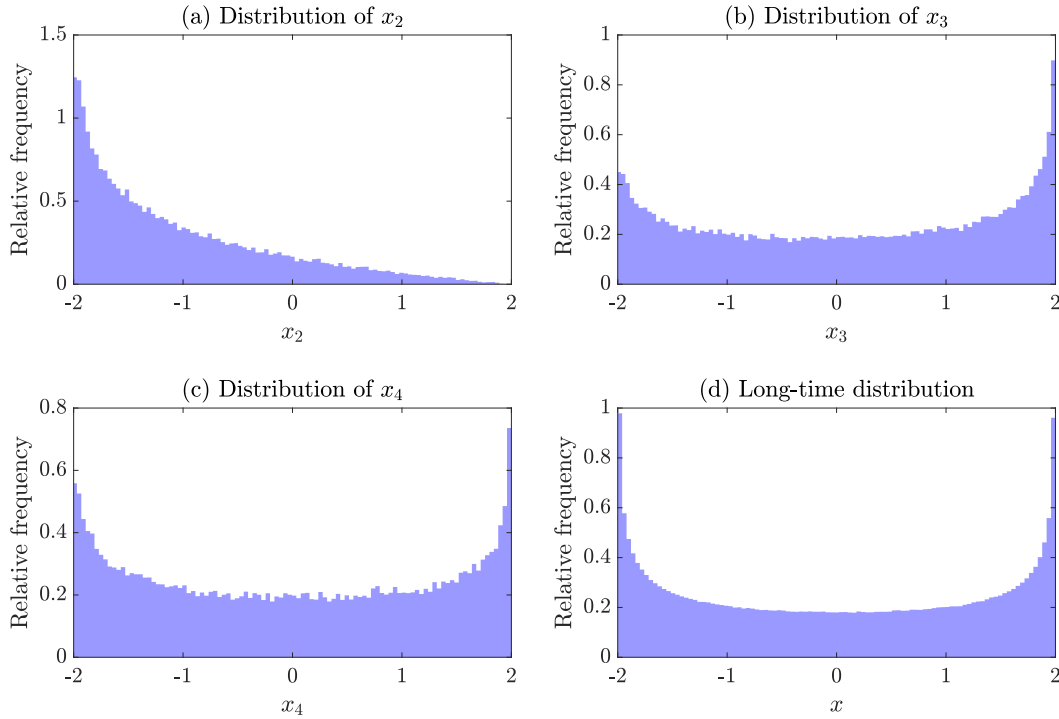 (a) Distribution of x₂
1.5
1
0.5
0
Relative frequency
-2 -1 0 1 2
x₂
(b) Distribution of x₃
1
0.8
0.6
0.4
0.2
0
Relative frequency
-2 -1 0 1 2
x₃
(c) Distribution of x₄
0.8
0.6
0.4
0.2
0
Relative frequency
-2 -1 0 1 2
x₄
(d) Long-time distribution
1
0.8
0.6
0.4
0.2
0
Relative frequency
-2 -1 0 1 2
x